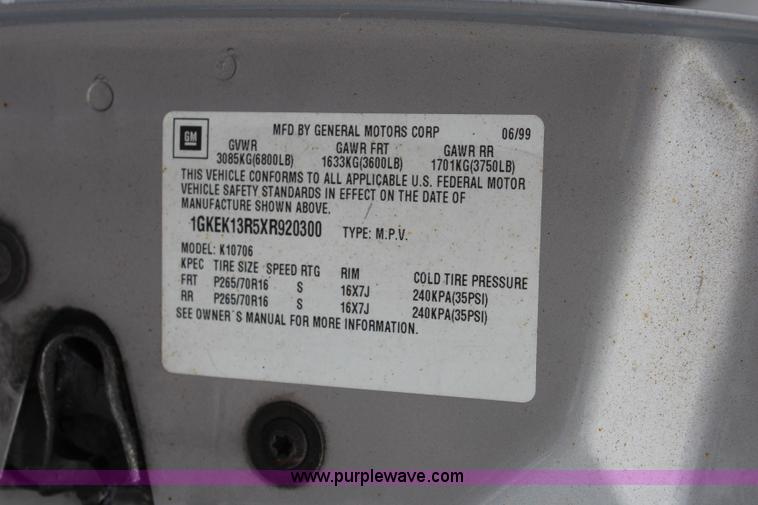 GM
MFD BY GENERAL MOTORS CORP 06/99
GVWR GAWR FRT GAWR RR
3085KG(6800LB) 1633KG(3600LB) 1701KG(3750LB)
THIS VEHICLE CONFORMS TO ALL APPLICABLE U.S. FEDERAL MOTOR
VEHICLE SAFETY STANDARDS IN EFFECT ON THE DATE OF
MANUFACTURE SHOWN ABOVE.
1GKEK13R5XR920300 TYPE: M.P.V.
MODEL: K10706
KPEC TIRE SIZE SPEED RTG RIM COLD TIRE PRESSURE
FRT P265/70R16 S 16X7J 240KPA(35PSI)
RR P265/70R16 S 16X7J 240KPA(35PSI)
SEE OWNER'S MANUAL FOR MORE INFORMATION.
www.purplewave.com